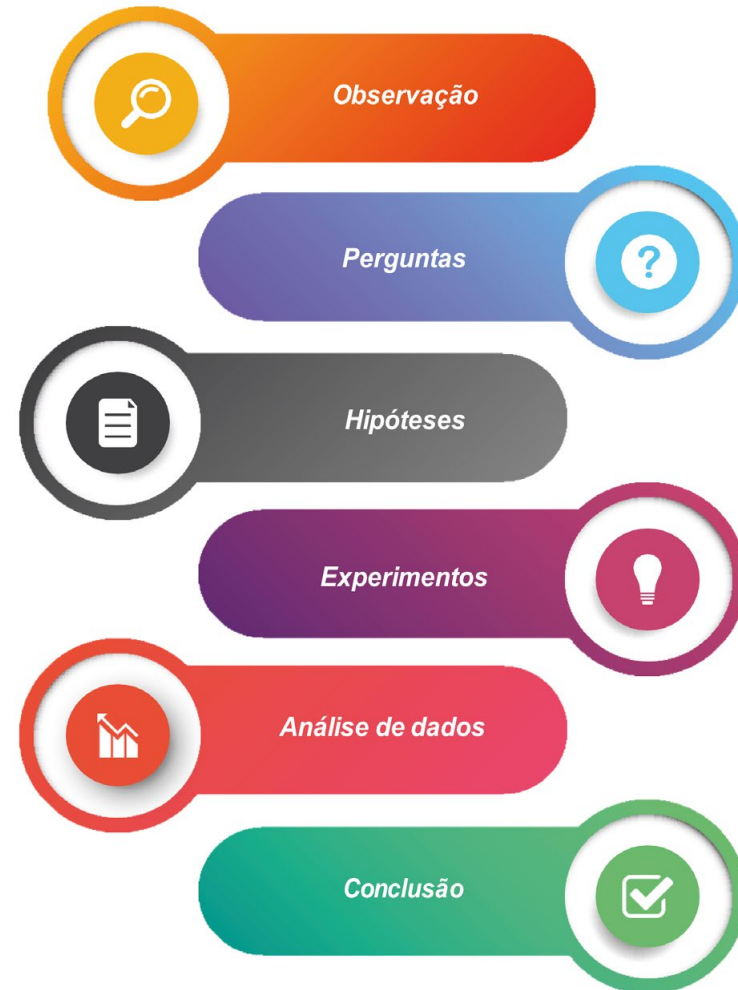 Observação
Perguntas
Hipóteses
Experimentos
Análise de dados
Conclusão